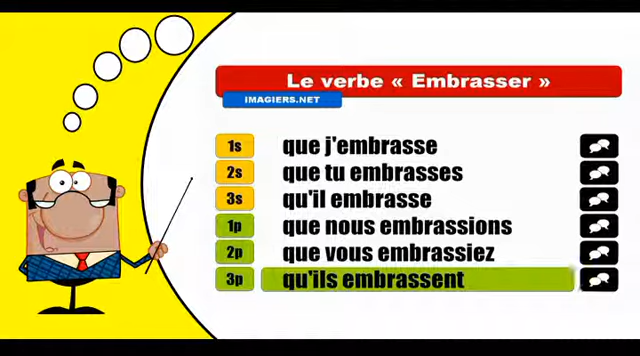 Le verbe « Embrasser »
IMAGIERS.NET
1s que j'embrasse
2s que tu embrasses
3s qu'il embrasse
1p que nous embrassions
2p que vous embrassiez
3p qu'ils embrassent